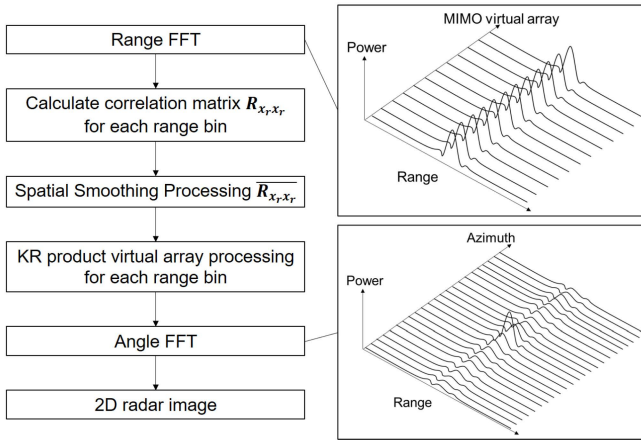 Range FFT
Calculate correlation matrix R_{x_r x_r}
for each range bin
Spatial Smoothing Processing \overline{R_{x_r x_r}}
KR product virtual array processing
for each range bin
Angle FFT
2D radar image
MIMO virtual array
Power
Range
Azimuth
Power
Range